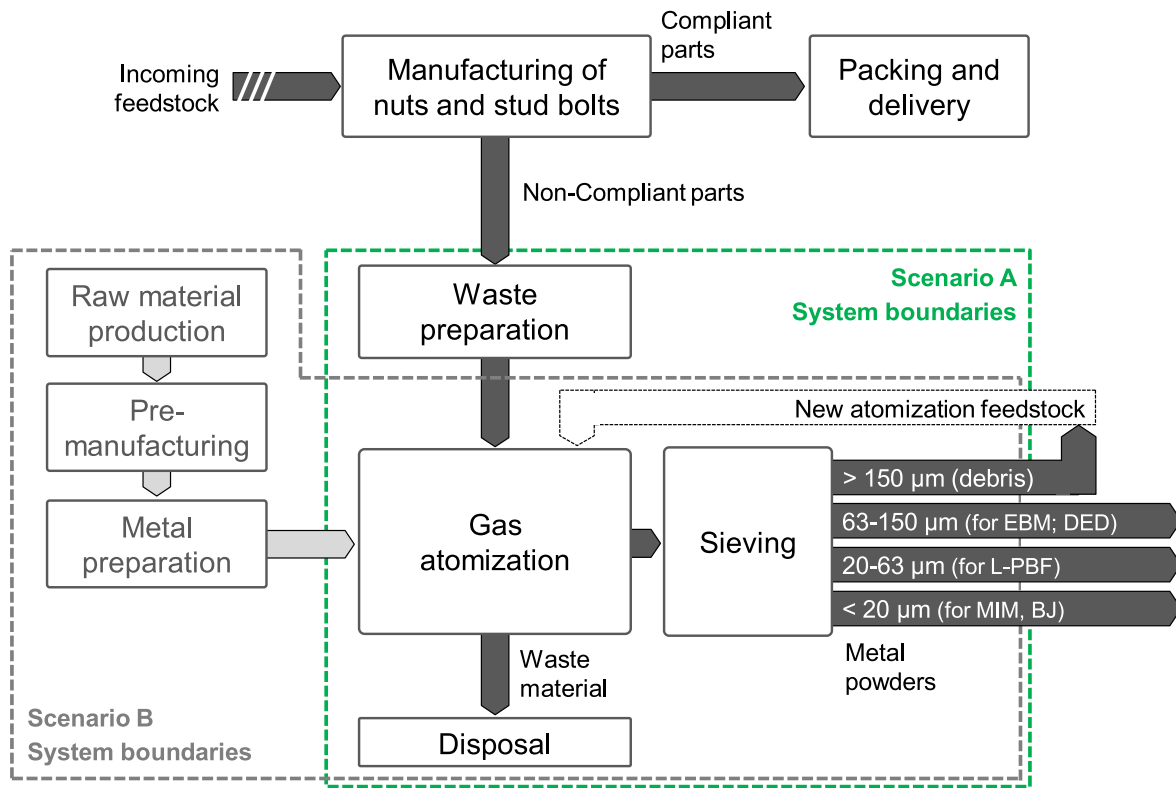 Incoming
feedstock
Manufacturing of
nuts and stud bolts
Compliant
parts
Packing and
delivery
Non-Compliant parts
Raw material
production
Waste
preparation
Scenario A
System boundaries
Pre-
manufacturing
New atomization feedstock
Metal
preparation
Gas
atomization
Sieving
> 150 µm (debris)
63-150 µm (for EBM; DED)
20-63 µm (for L-PBF)
< 20 µm (for MIM, BJ)
Metal
powders
Waste
material
Scenario B
System boundaries
Disposal